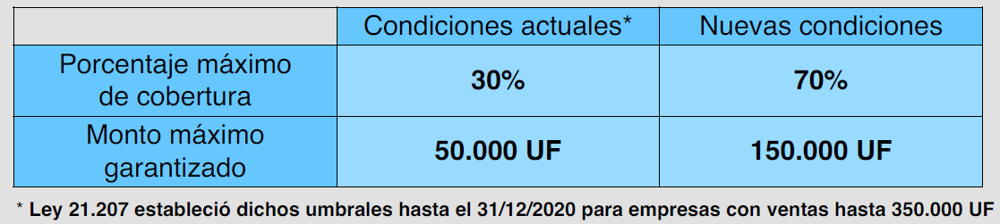 Condiciones actuales*
Nuevas condiciones
Porcentaje máximo
de cobertura
30%
70%
Monto máximo
garantizado
50.000 UF
150.000 UF
* Ley 21.207 estableció dichos umbrales hasta el 31/12/2020 para empresas con ventas hasta 350.000 UF